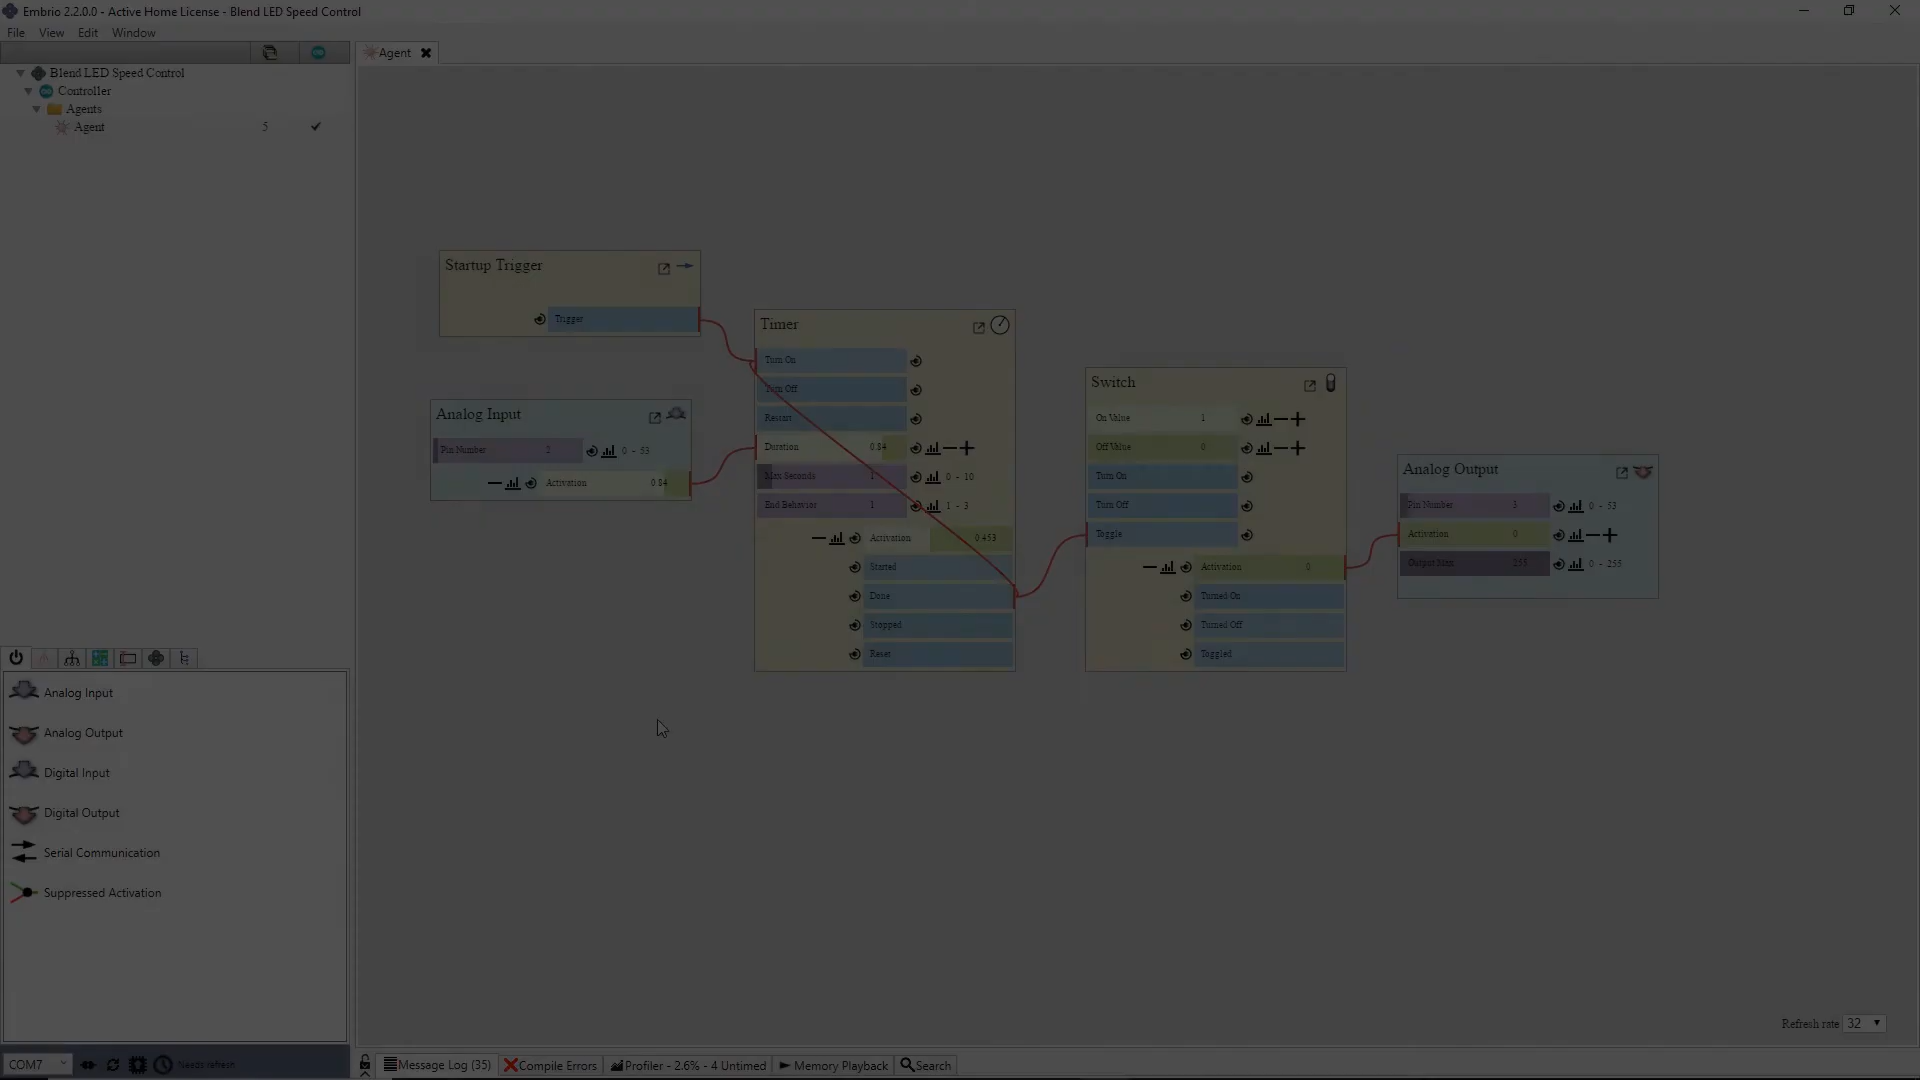 Embrio 2.2.0.0 - Active Home License - Blend LED Speed Control
File View Edit Window
Agent
Blend LED Speed Control
Controller
Agents
Agent 5
Startup Trigger
Trigger
Analog Input
Pin Number 2 0 - 53
Activation 0.84
Timer
Turn On
Turn Off
Restart
Duration 0.84
Max Seconds 1 0 - 10
End Behavior 1 1 - 3
Activation 0.453
Started
Done
Stopped
Reset
Switch
On Value 1
Off Value 0
Turn On
Turn Off
Toggle
Activation 0
Turned On
Turned Off
Toggled
Analog Output
Pin Number 3 0 - 53
Activation 0
Output Max 255 0 - 255
Analog Input
Analog Output
Digital Input
Digital Output
Serial Communication
Suppressed Activation
Refresh rate 32
COM7 Needs refresh
Message Log (35) Compile Errors Profiler - 2.6% - 4 Untimed Memory Playback Search